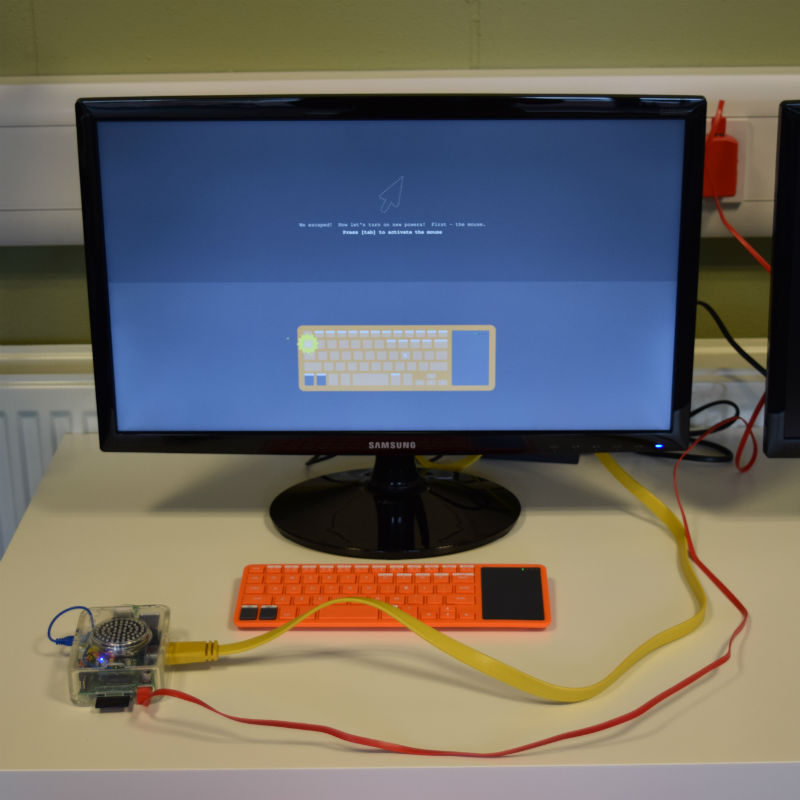 We escaped! Now let's turn on new powers! First - the mouse.
Press [tab] to activate the mouse
SAMSUNG